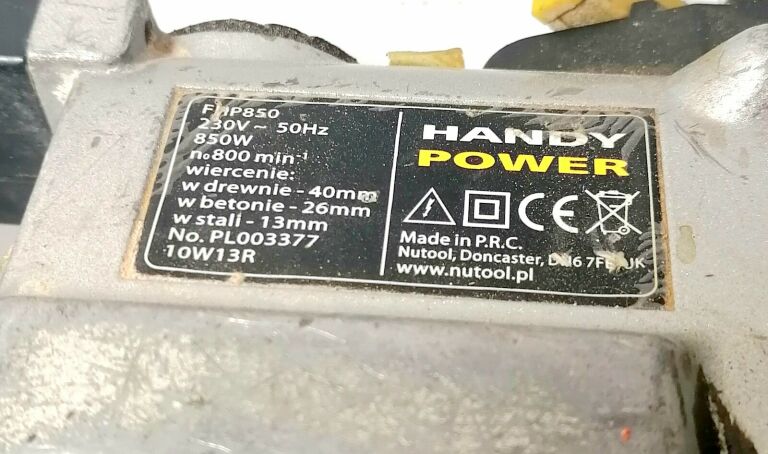 230V ~ 50Hz
850W
n₀800 min⁻¹
wiercenie:
w drewnie - 40mm
w betonie - 26mm
w stali - 13mm
No. PL003377
10W13R
HANDY
POWER
CE
Made in P.R.C.
Nutool, Doncaster,
www.nutool.pl